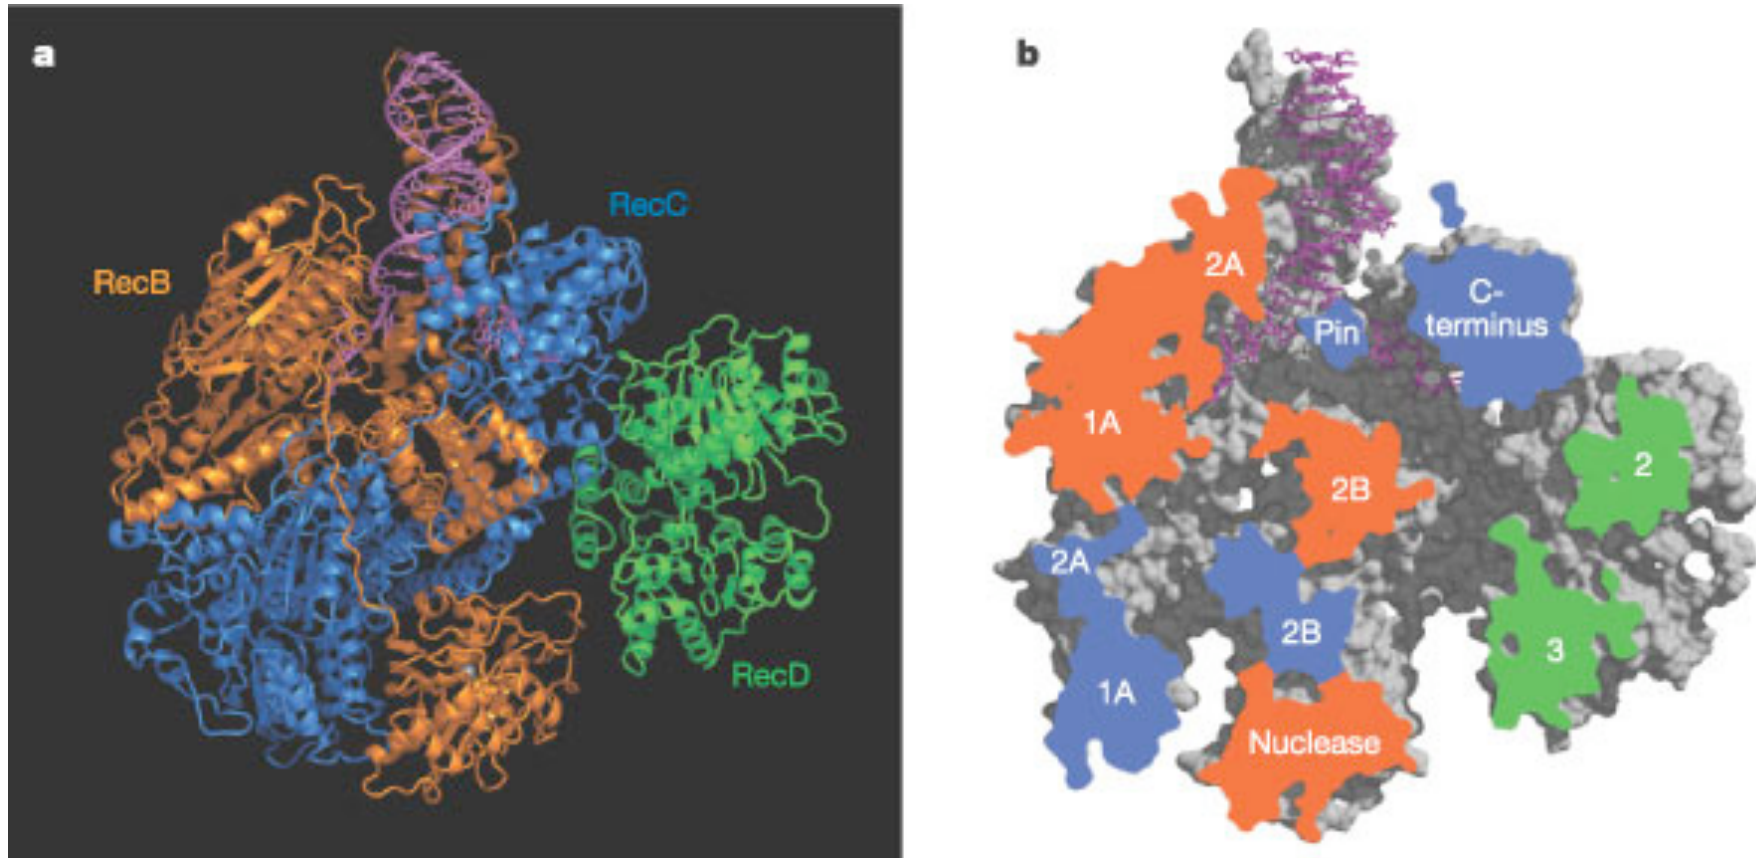 a
RecC
RecB
RecD
b
2A
C-
terminus
Pin
1A
2
2B
2A
3
2B
1A
Nuclease